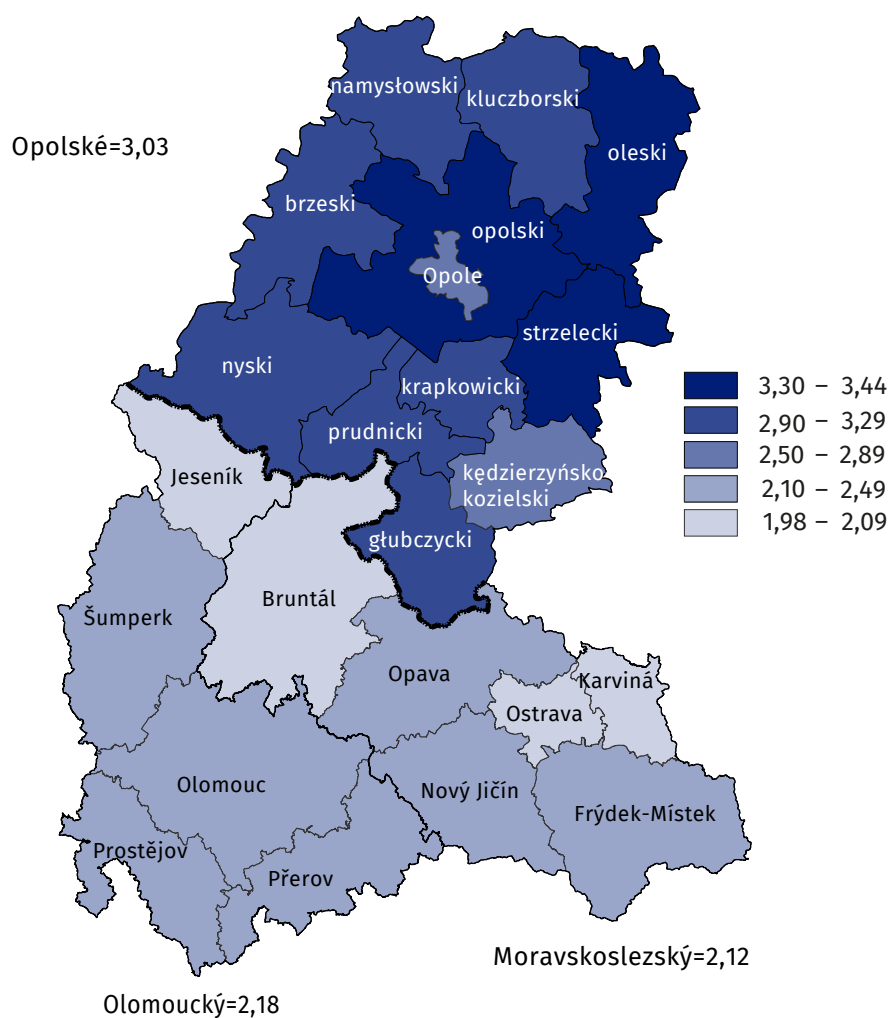 namysłowski
kluczborski
Opolské=3,03
oleski
brzeski
opolski
Opole
strzelecki
nyski
krapkowicki
3,30 – 3,44
2,90 – 3,29
prudnicki
2,50 – 2,89
Jeseník
kędzierzyńsko
kozielski
2,10 – 2,49
1,98 – 2,09
głubczycki
Bruntál
Šumperk
Opava
Karviná
Ostrava
Olomouc
Nový Jičín
Frýdek-Místek
Prostějov
Přerov
Moravskoslezský=2,12
Olomoucký=2,18